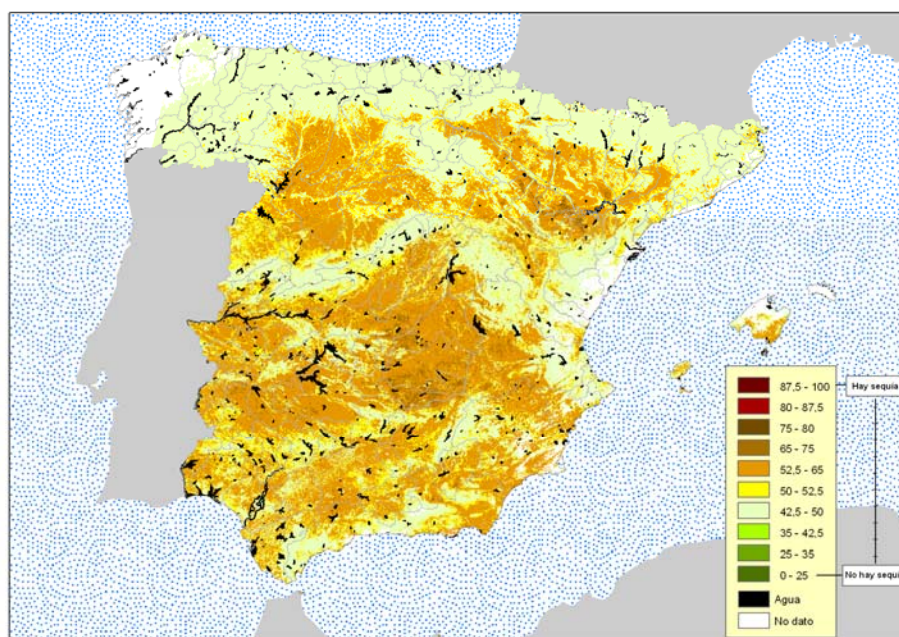 87,5 - 100
Hay sequia
80 - 87,5
75 - 80
65 - 75
52,5 - 65
50 - 52,5
42,5 - 50
35 - 42,5
25 - 35
0 - 25
No hay sequi
Agua
No dato